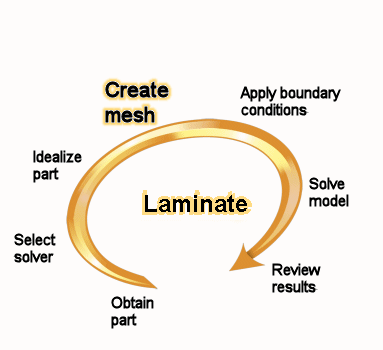 Create
mesh
Apply boundary
conditions
Idealize
part
Laminate
Solve
model
Select
solver
Review
results
Obtain
part